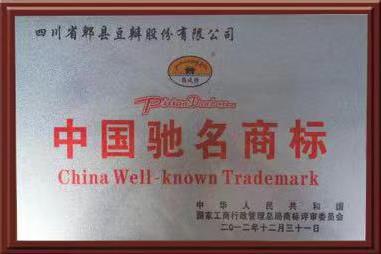 四川省郫县豆瓣股份有限公司
中国驰名商标
China Well-known Trademark
中华人民共和国
国家工商行政管理总局商标评审委员会
二〇一二年十二月三十一日